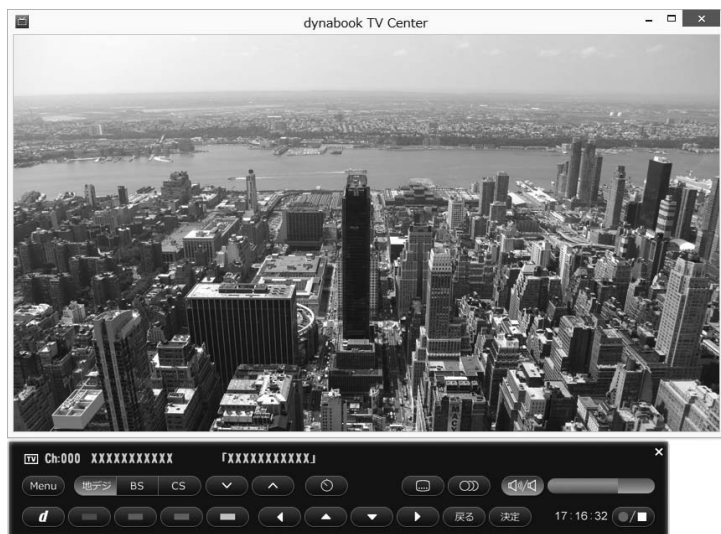 dynabook TV Center
TV Ch:000 XXXXXXXXXXX 「XXXXXXXXXXX」
Menu 地デジ BS CS
d 戻る 決定 17:16:32